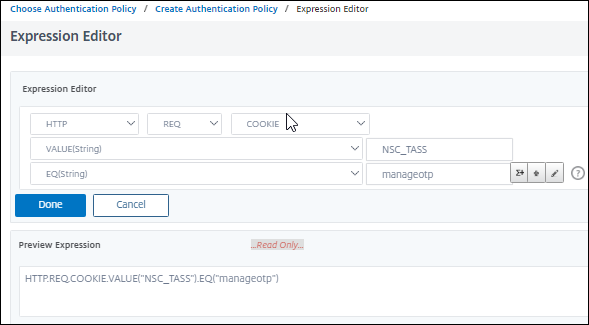 Choose Authentication Policy / Create Authentication Policy / Expression Editor
Expression Editor
Expression Editor
HTTP REQ COOKIE
VALUE(String) NSC_TASS
EQ(String) manageotp Σ+ ?
Done Cancel
Preview Expression ...Read Only...
HTTP.REQ.COOKIE.VALUE("NSC_TASS").EQ("manageotp")